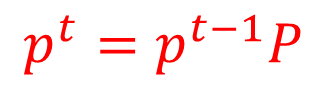 p^t = p^{t−1}P